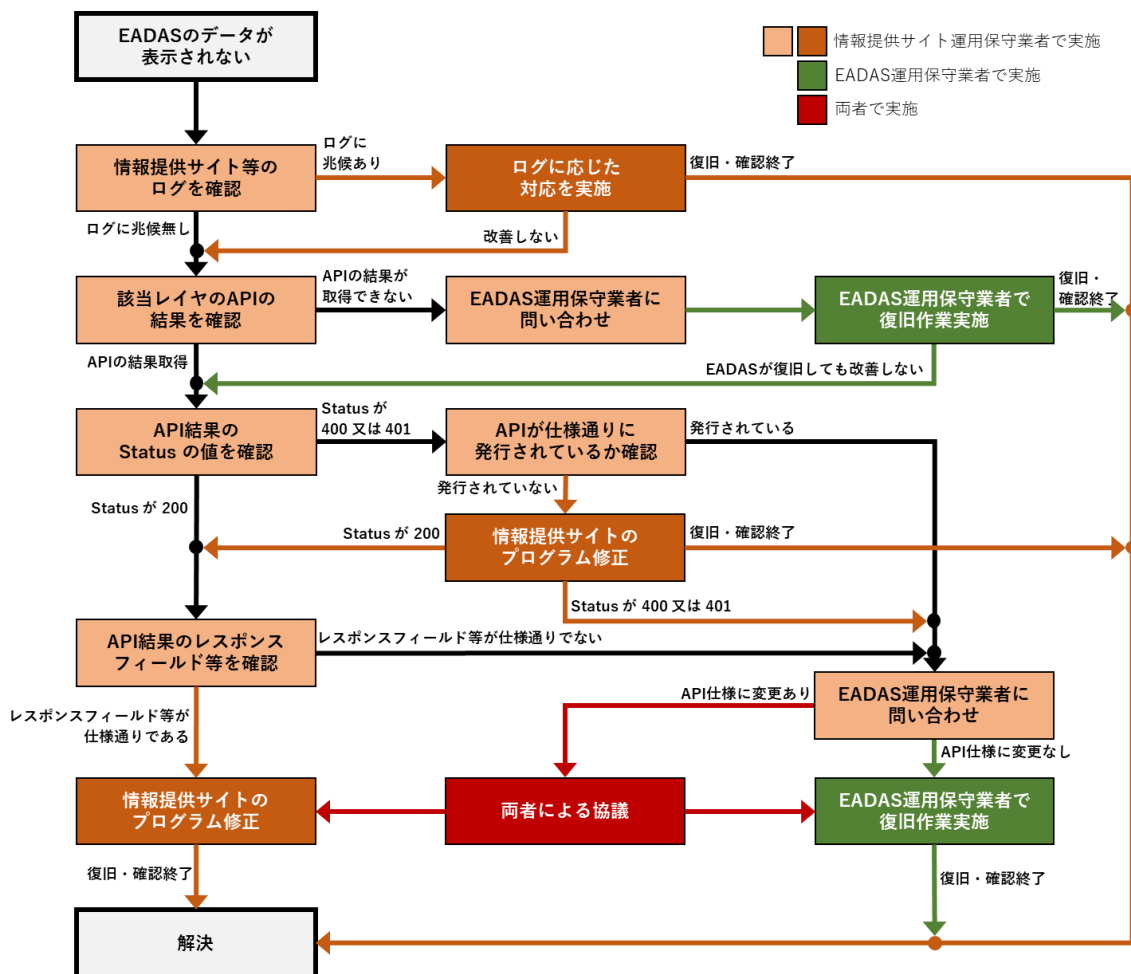 EADASのデータが
表示されない
情報提供サイト運用保守業者で実施
EADAS運用保守業者で実施
両者で実施
情報提供サイト等の
ログを確認
ログに
兆候あり
ログに応じた
対応を実施
復旧・確認終了
ログに兆候無し
改善しない
該当レイヤのAPIの
結果を確認
APIの結果が
取得できない
EADAS運用保守業者に
問い合わせ
EADAS運用保守業者で
復旧作業実施
復旧・
確認終了
APIの結果取得
EADASが復旧しても改善しない
API結果の
Status の値を確認
Status が
400 又は 401
APIが仕様通りに
発行されているか確認
発行されている
発行されていない
Status が 200
Status が 200
情報提供サイトの
プログラム修正
復旧・確認終了
Status が 400 又は 401
API結果のレスポンス
フィールド等を確認
レスポンスフィールド等が仕様通りでない
EADAS運用保守業者に
問い合わせ
API仕様に変更あり
レスポンスフィールド等が
仕様通りである
API仕様に変更なし
情報提供サイトの
プログラム修正
両者による協議
EADAS運用保守業者で
復旧作業実施
復旧・確認終了
復旧・確認終了
解決